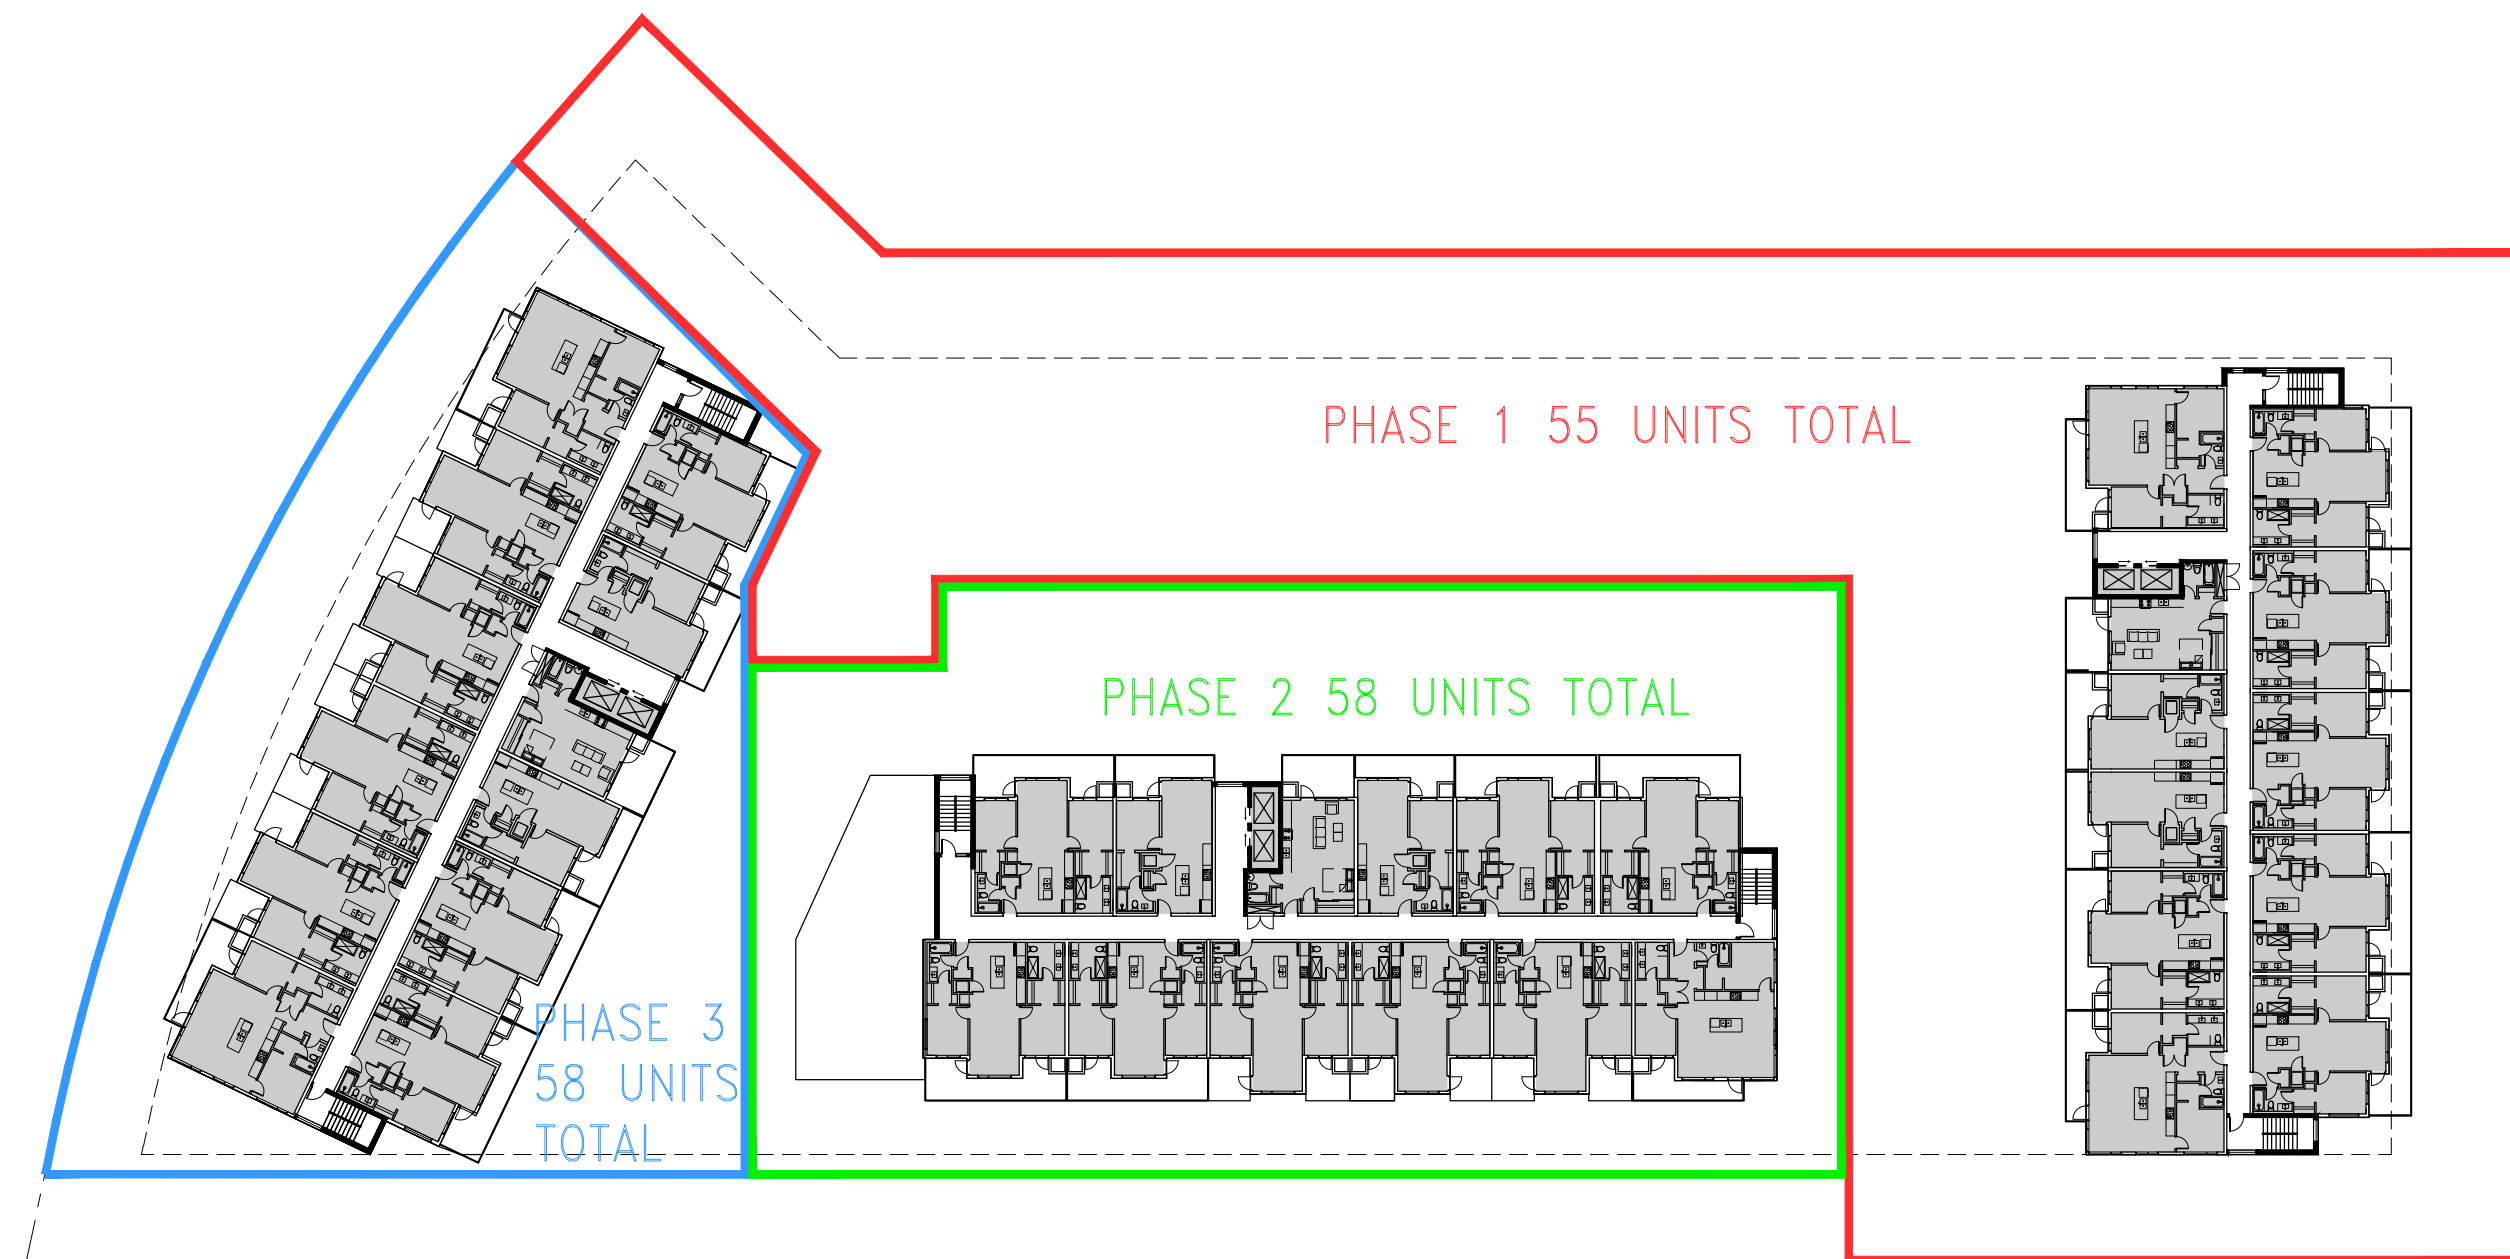 PHASE 1 55 UNITS TOTAL
PHASE 2 58 UNITS TOTAL
PHASE 3
58 UNITS
TOTAL